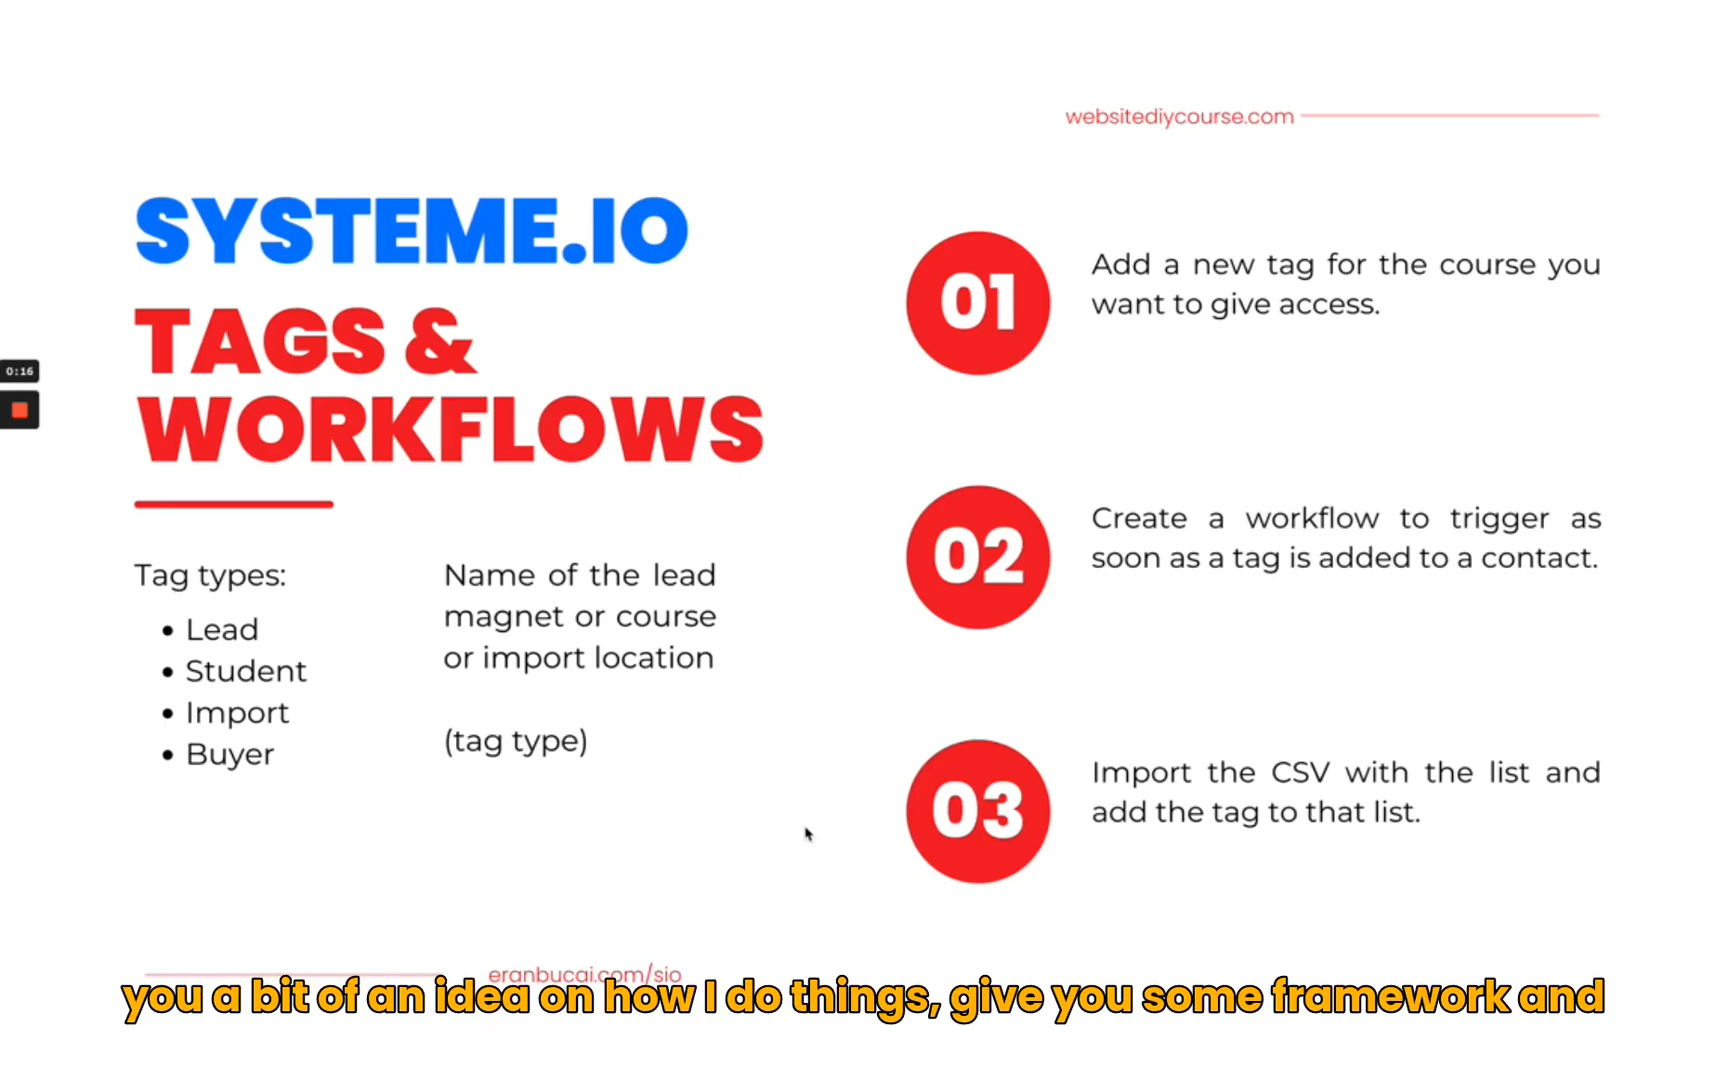 websitediycourse.com
SYSTEME.IO
TAGS &
WORKFLOWS
0:16
Tag types:
• Lead
• Student
• Import
• Buyer
Name of the lead
magnet or course
or import location
(tag type)
01
Add a new tag for the course you
want to give access.
02
Create a workflow to trigger as
soon as a tag is added to a contact.
03
Import the CSV with the list and
add the tag to that list.
eranbucai.com/sio
you a bit of an idea on how I do things, give you some framework and